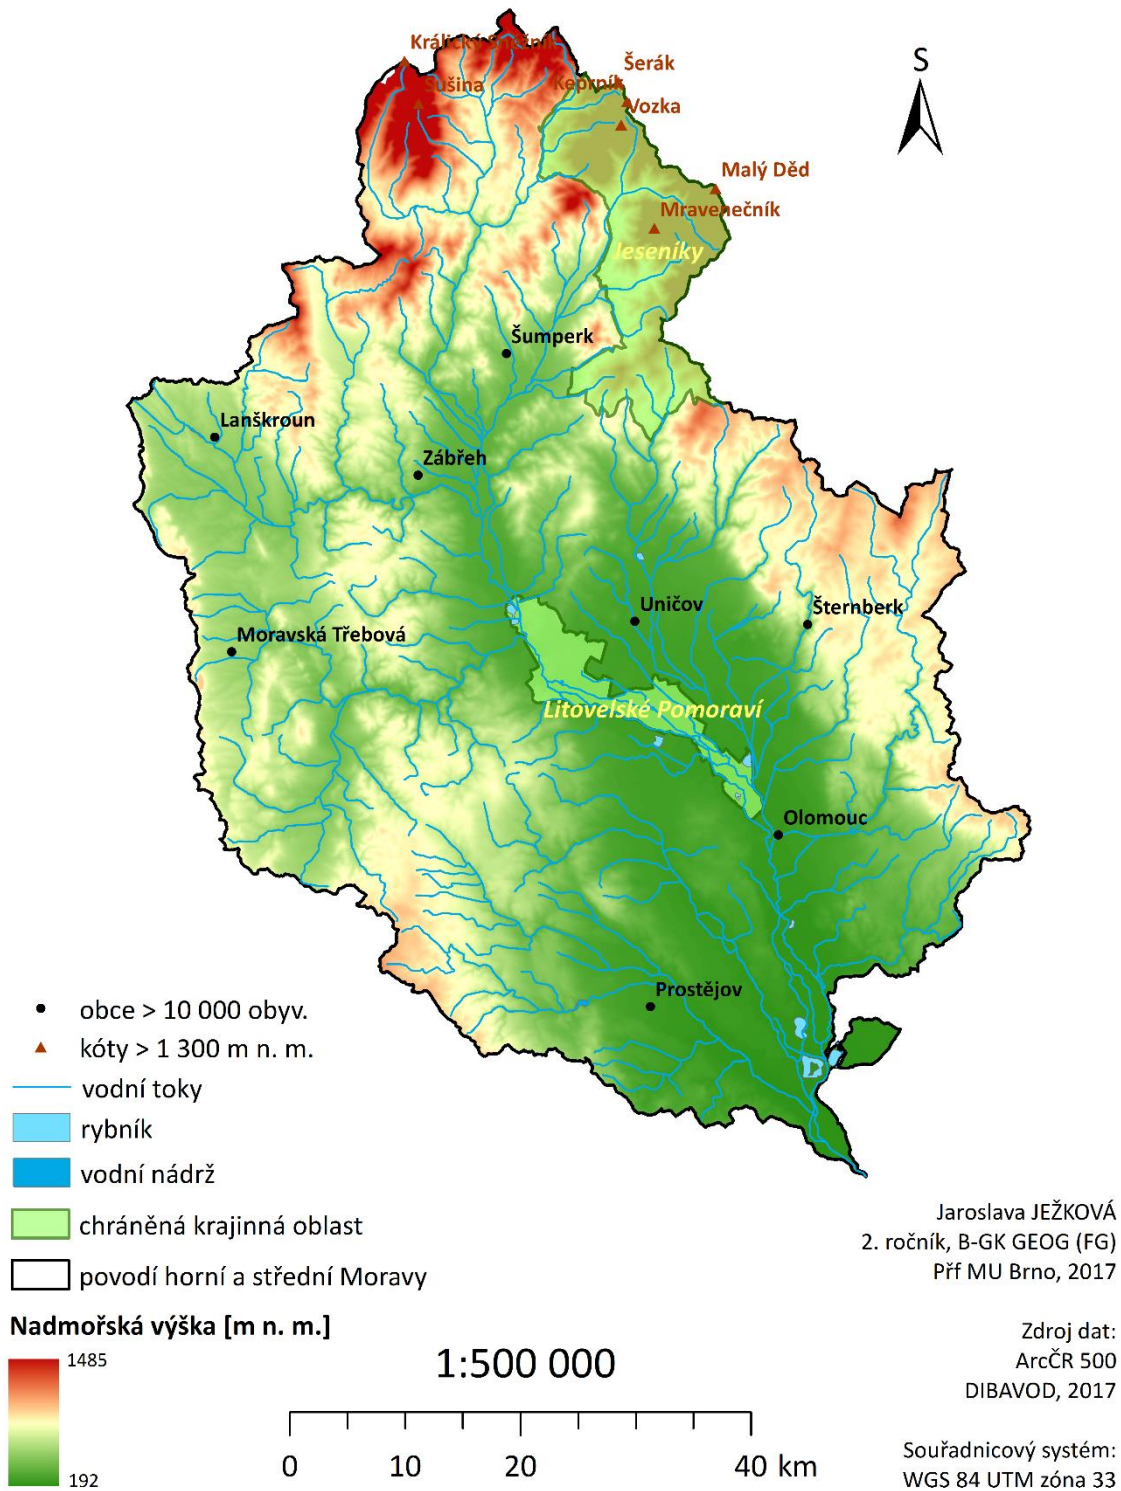 Králický Sněžník
Sušina
Šerák
Keprník
Vozka
Malý Děd
Mravenečník
Jeseníky
S
Šumperk
Lanškroun
Zábřeh
Uničov
Šternberk
Moravská Třebová
Litovelské Pomoraví
Olomouc
Prostějov
obce > 10 000 obyv.
kóty > 1 300 m n. m.
vodní toky
rybník
vodní nádrž
chráněná krajinná oblast
povodí horní a střední Moravy
Nadmořská výška [m n. m.]
1485
192
1:500 000
0 10 20 40 km
Jaroslava JEŽKOVÁ
2. ročník, B-GK GEOG (FG)
Přf MU Brno, 2017
Zdroj dat:
ArcČR 500
DIBAVOD, 2017
Souřadnicový systém:
WGS 84 UTM zóna 33